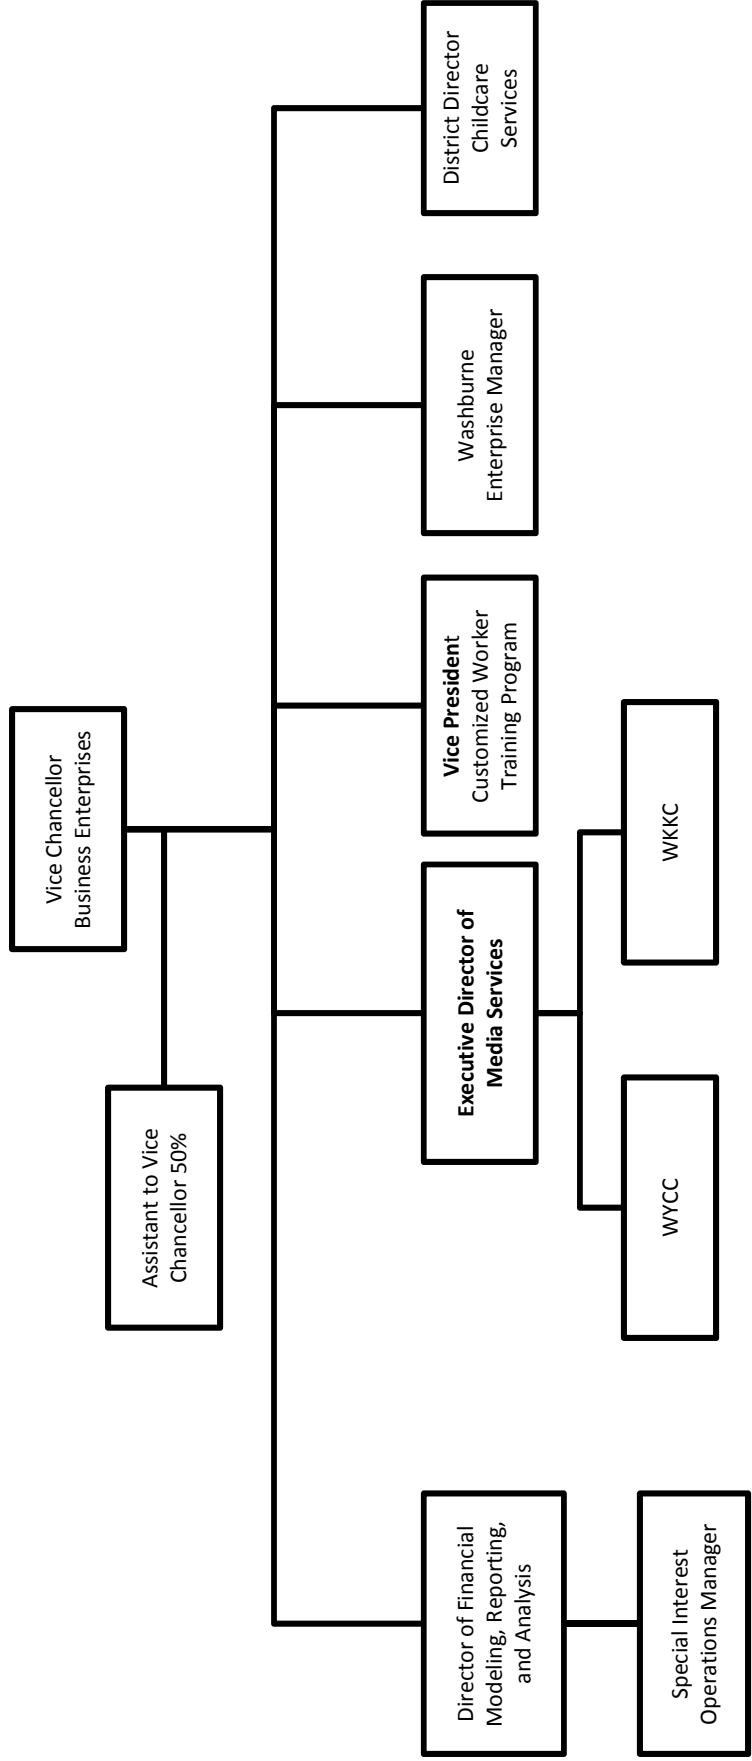 Vice Chancellor
Business Enterprises
Assistant to Vice
Chancellor 50%
Director of Financial
Modeling, Reporting,
and Analysis
Executive Director of
Media Services
Vice President
Customized Worker
Training Program
Washburne
Enterprise Manager
District Director
Childcare
Services
Special Interest
Operations Manager
WYCC
WKKC